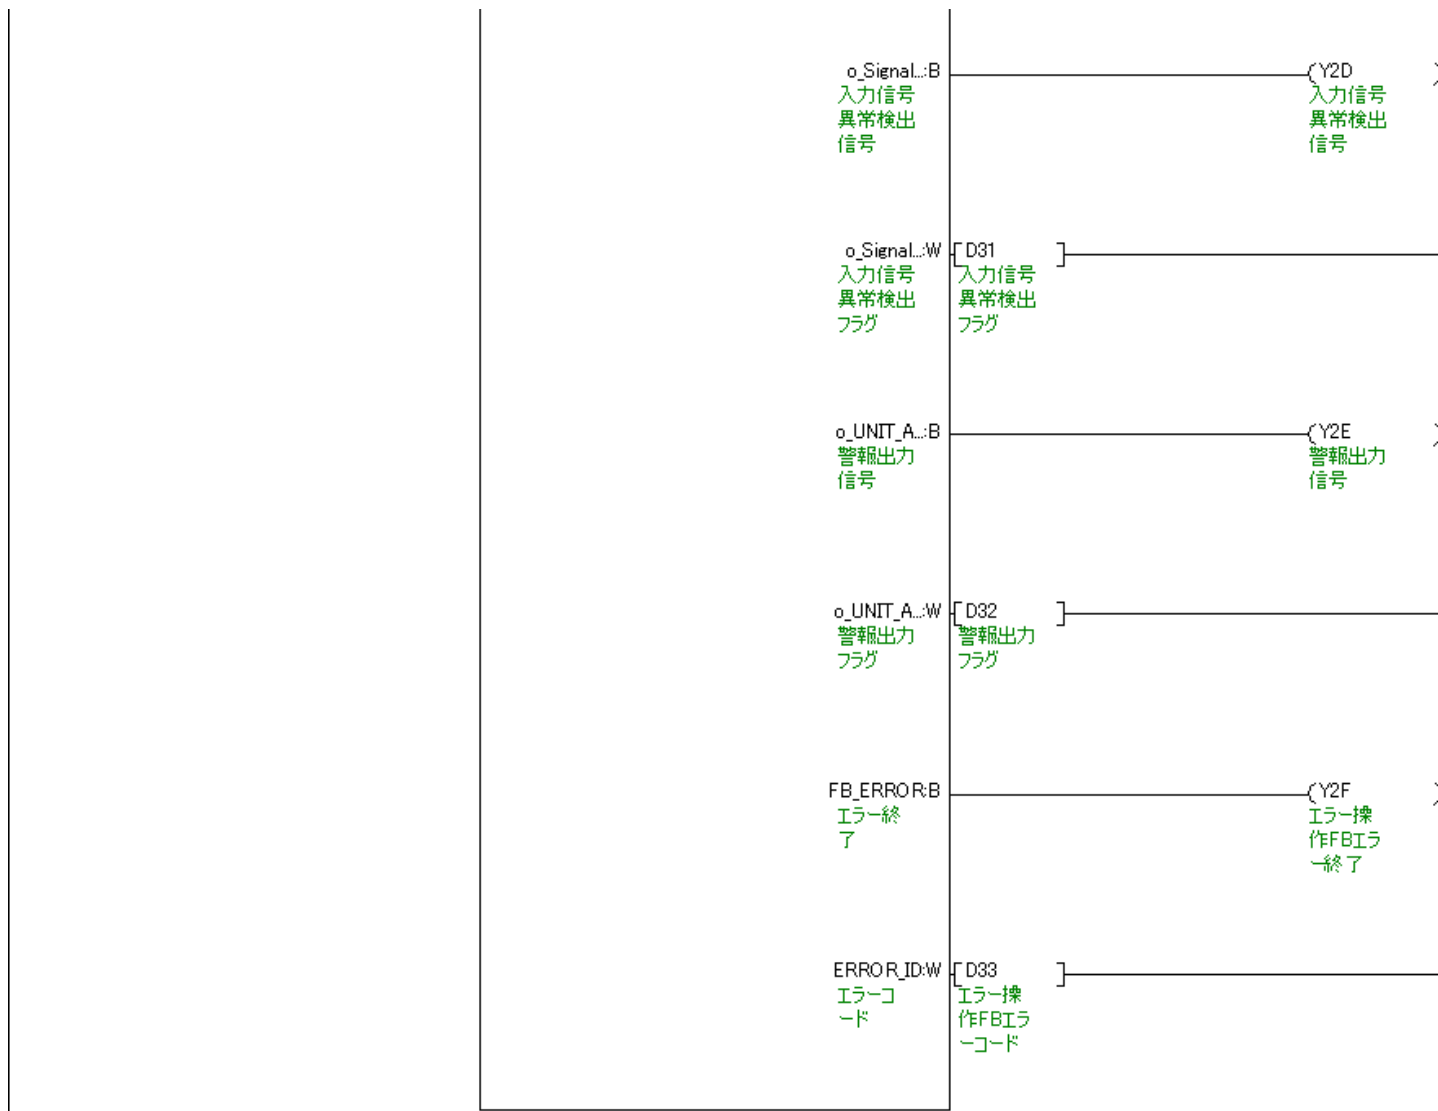 o_Signal...:B
Y2D
入力信号
異常検出
信号
入力信号
異常検出
信号
o_Signal...:W
D31
入力信号
異常検出
フラグ
入力信号
異常検出
フラグ
o_UNIT_A...:B
Y2E
警報出力
信号
警報出力
信号
o_UNIT_A...:W
D32
警報出力
フラグ
警報出力
フラグ
FB_ERROR:B
Y2F
エラー終
了
エラー操
作FBエラ
ー終了
ERROR_ID:W
D33
エラーコ
ード
エラー操
作FBエラ
ーコード